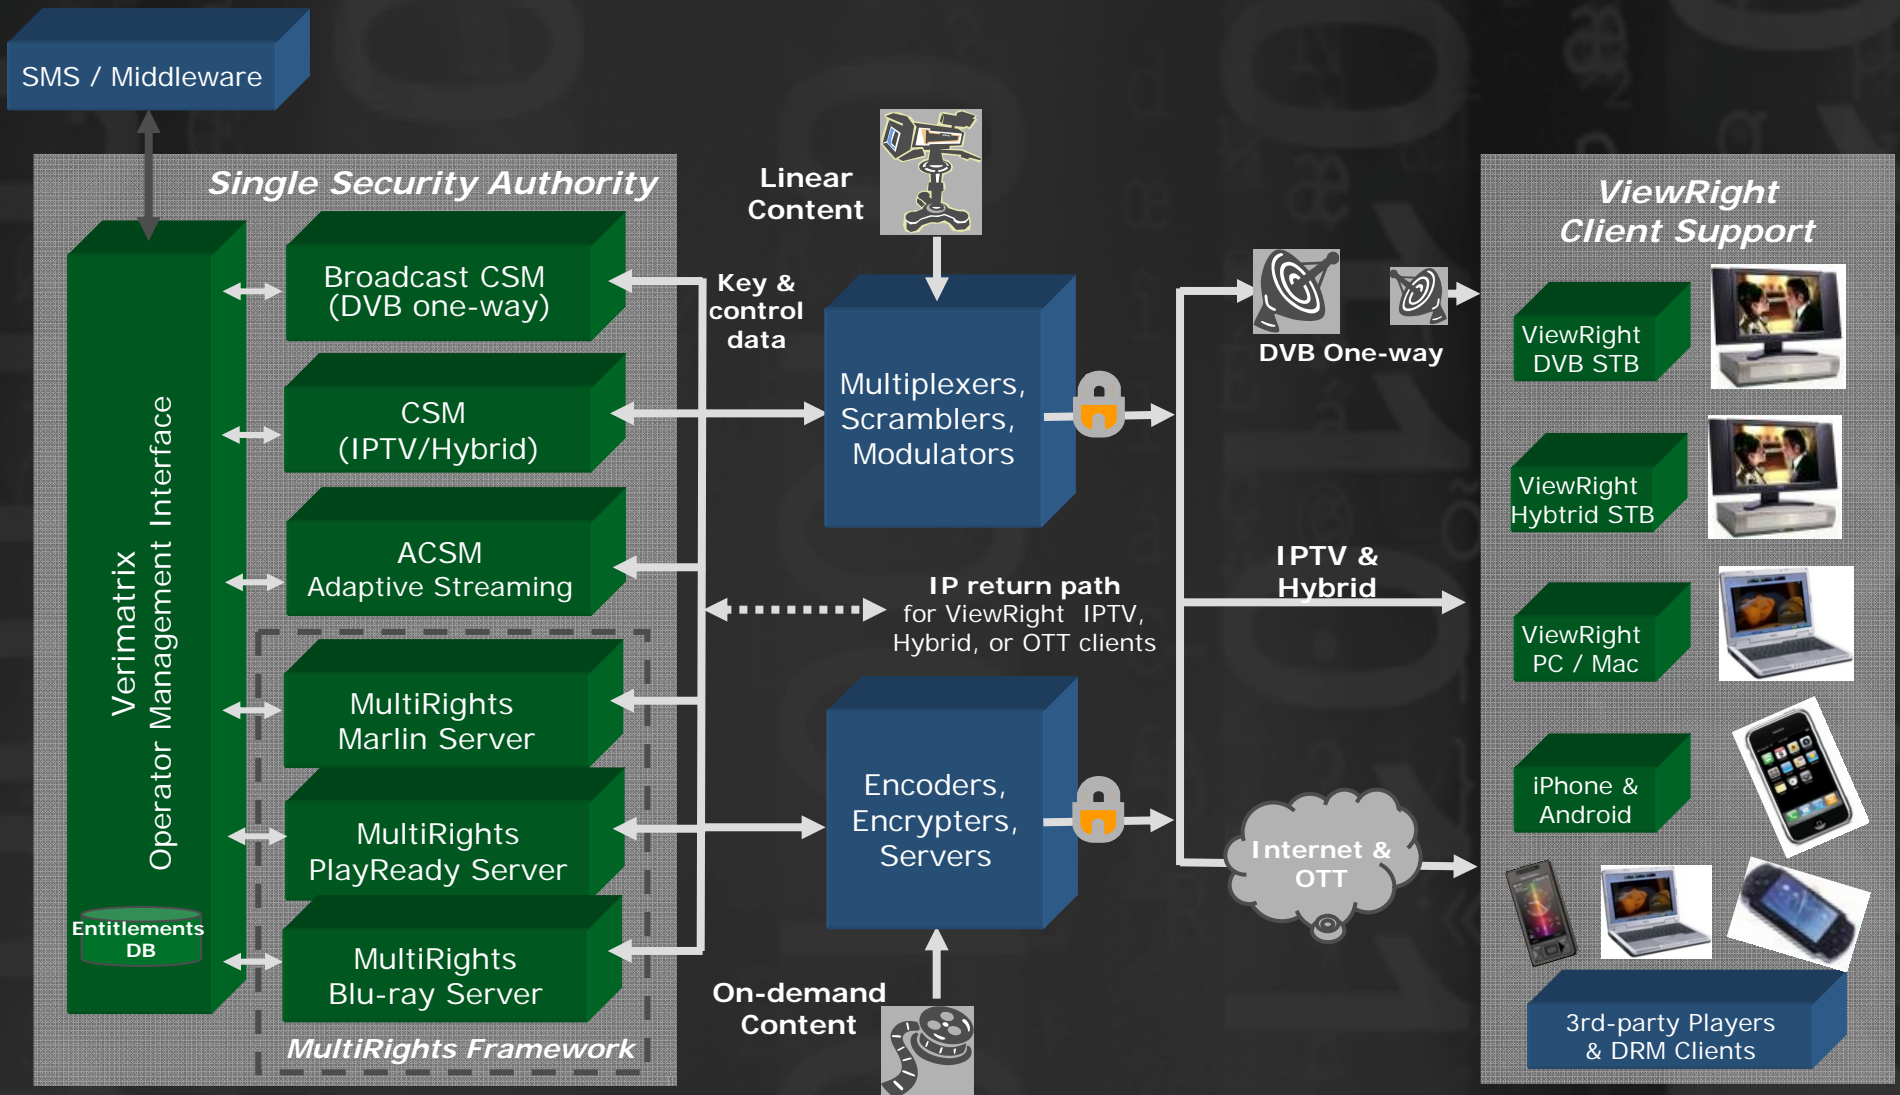 SMS / Middleware
Single Security Authority
Verimatrix
Operator Management Interface
Entitlements
DB
Broadcast CSM
(DVB one-way)
CSM
(IPTV/Hybrid)
ACSM
Adaptive Streaming
MultiRights
Marlin Server
MultiRights
PlayReady Server
MultiRights
Blu-ray Server
MultiRights Framework
Linear
Content
Key &
control
data
Multiplexers,
Scramblers,
Modulators
IP return path
for ViewRight IPTV,
Hybrid, or OTT clients
Encoders,
Encrypters,
Servers
On-demand
Content
DVB One-way
IPTV &
Hybrid
Internet &
OTT
ViewRight
Client Support
ViewRight
DVB STB
ViewRight
Hybtrid STB
ViewRight
PC / Mac
iPhone &
Android
3rd-party Players
& DRM Clients